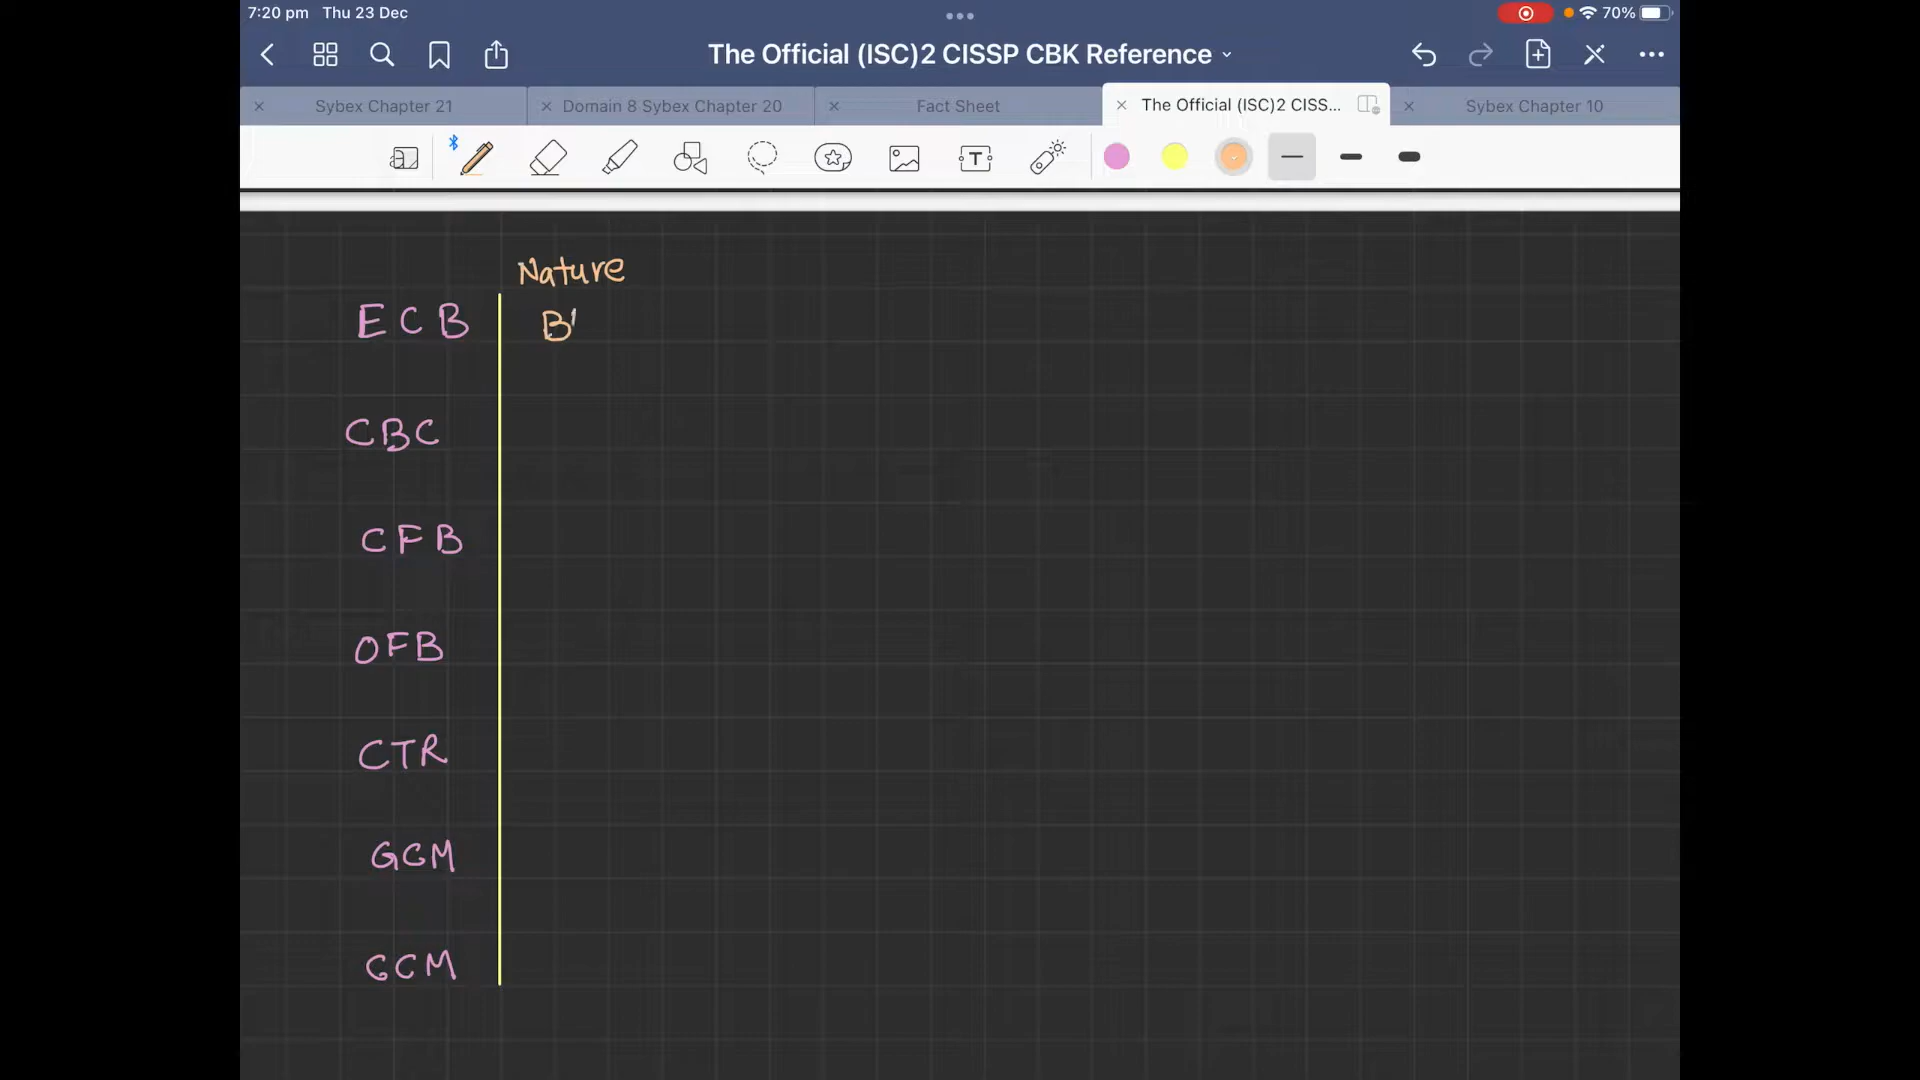 7:20 pm Thu 23 Dec 70%
The Official (ISC)2 CISSP CBK Reference
Sybex Chapter 21 Domain 8 Sybex Chapter 20 Fact Sheet The Official (ISC)2 CISS... Sybex Chapter 10
Nature
ECB B
CBC
CFB
OFB
CTR
GCM
CCM